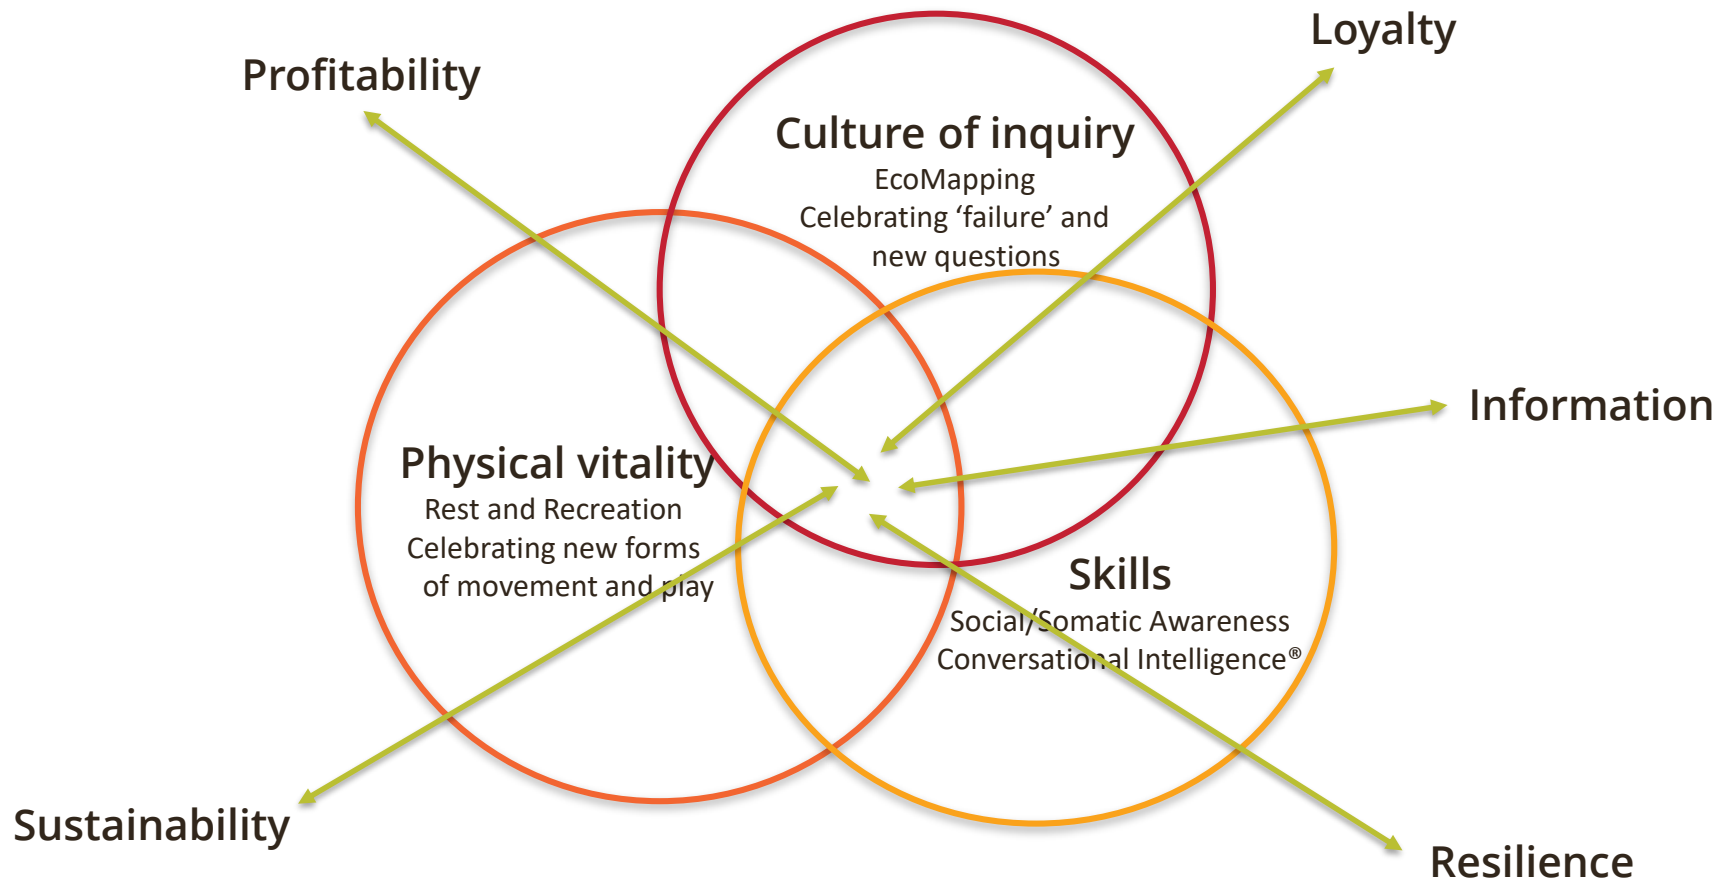 Loyalty
Profitability
Culture of inquiry
EcoMapping
Celebrating ‘failure’ and
new questions
Information
Physical vitality
Rest and Recreation
Celebrating new forms
of movement and play
Skills
Social/Somatic Awareness
Conversational Intelligence®
Sustainability
Resilience